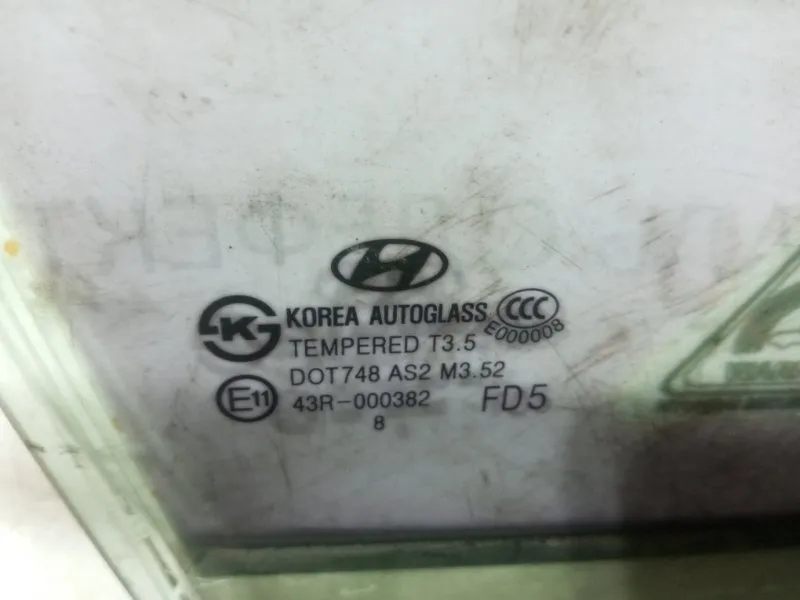 KOREA AUTOGLASS CCC
E000008
TEMPERED T3.5
DOT748 AS2 M3.52
E11 43R-000382 FD5
8